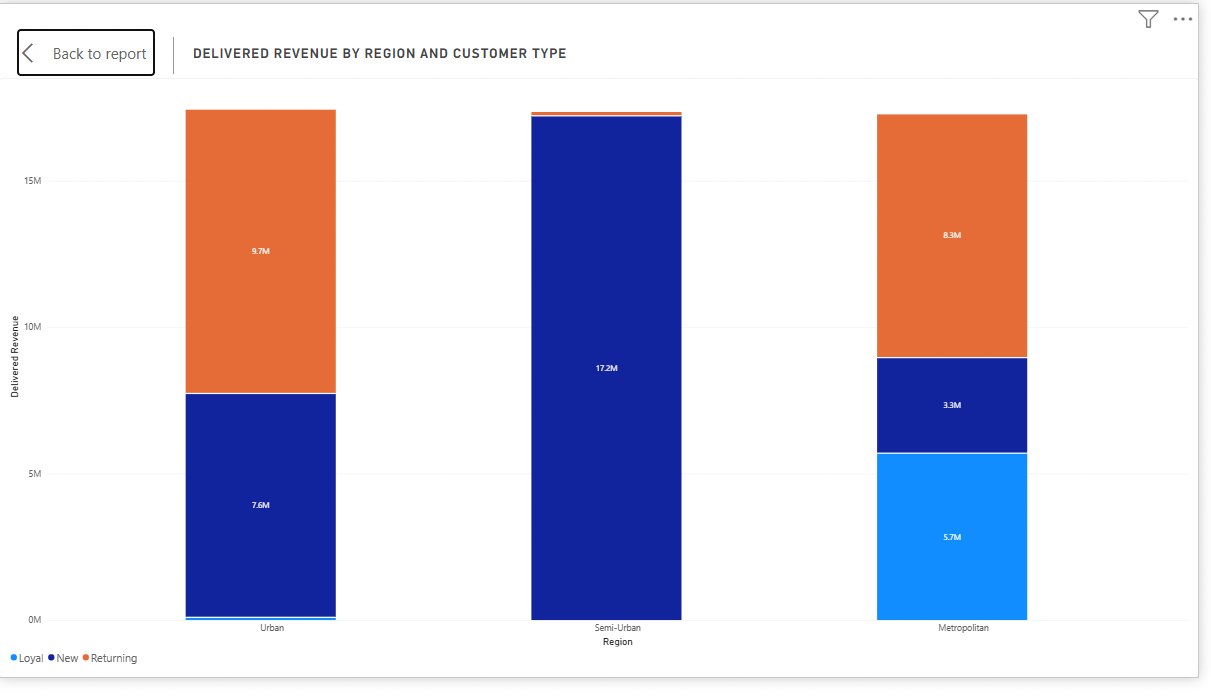 Back to report
DELIVERED REVENUE BY REGION AND CUSTOMER TYPE
15M
10M
5M
0M
Delivered Revenue
9.7M
7.6M
17.2M
8.3M
3.3M
5.7M
Urban
Semi-Urban
Metropolitan
Region
Loyal New Returning